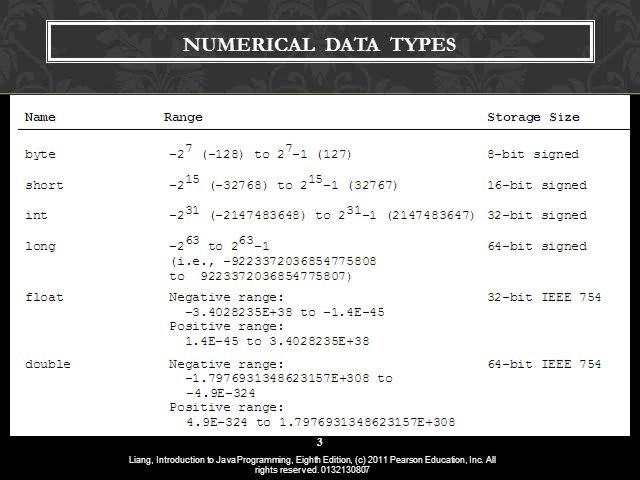 NUMERICAL DATA TYPES
Name Range Storage Size
byte -2^7 (-128) to 2^7-1 (127) 8-bit signed
short -2^15 (-32768) to 2^15-1 (32767) 16-bit signed
int -2^31 (-2147483648) to 2^31-1 (2147483647) 32-bit signed
long -2^63 to 2^63-1 64-bit signed
(i.e., -9223372036854775808
to 9223372036854775807)
float Negative range: 32-bit IEEE 754
-3.4028235E+38 to -1.4E-45
Positive range:
1.4E-45 to 3.4028235E+38
double Negative range: 64-bit IEEE 754
-1.7976931348623157E+308 to
-4.9E-324
Positive range:
4.9E-324 to 1.7976931348623157E+308
3
Liang, Introduction to Java Programming, Eighth Edition, (c) 2011 Pearson Education, Inc. All
rights reserved. 0132130807